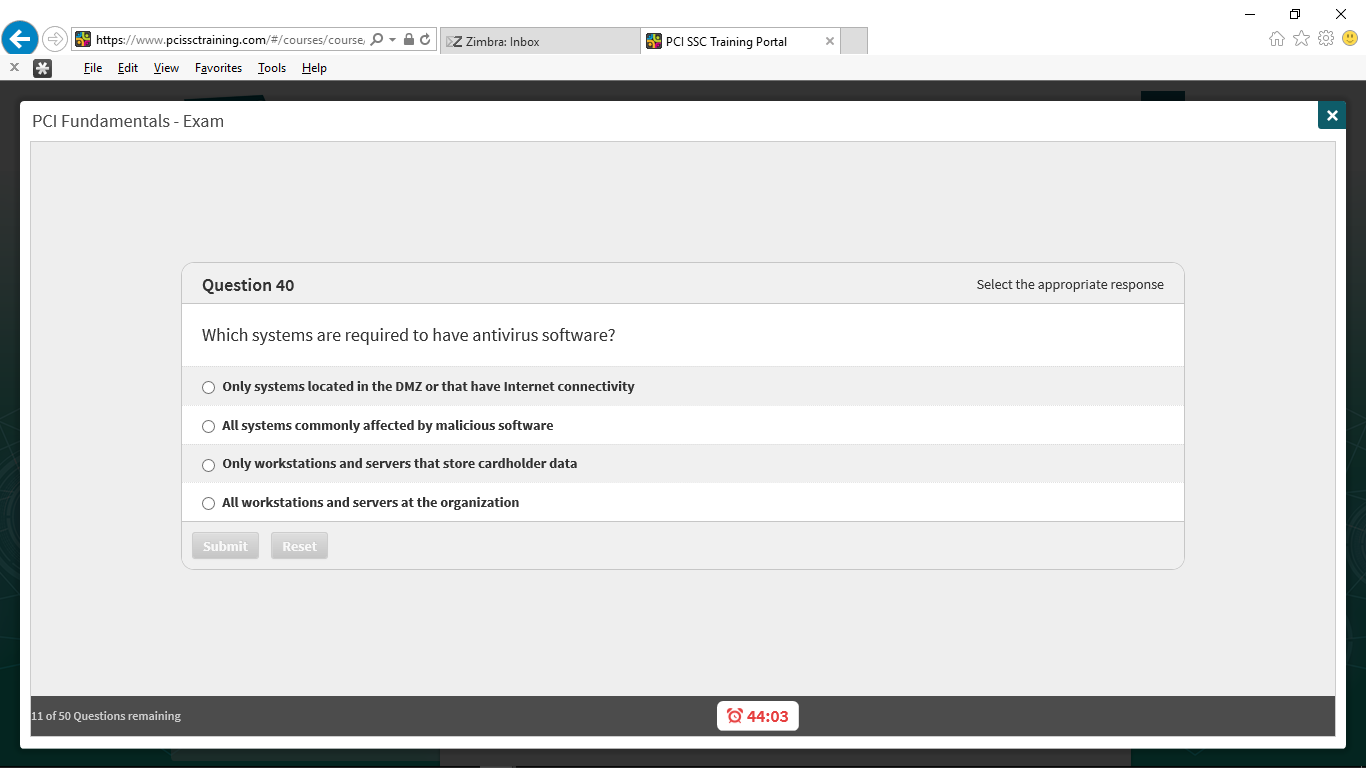 https://www.pcissctraining.com/#/courses/course
Zimbra: Inbox
PCI SSC Training Portal
File Edit View Favorites Tools Help
PCI Fundamentals - Exam
Question 40
Select the appropriate response
Which systems are required to have antivirus software?
Only systems located in the DMZ or that have Internet connectivity
All systems commonly affected by malicious software
Only workstations and servers that store cardholder data
All workstations and servers at the organization
Submit Reset
11 of 50 Questions remaining
44:03